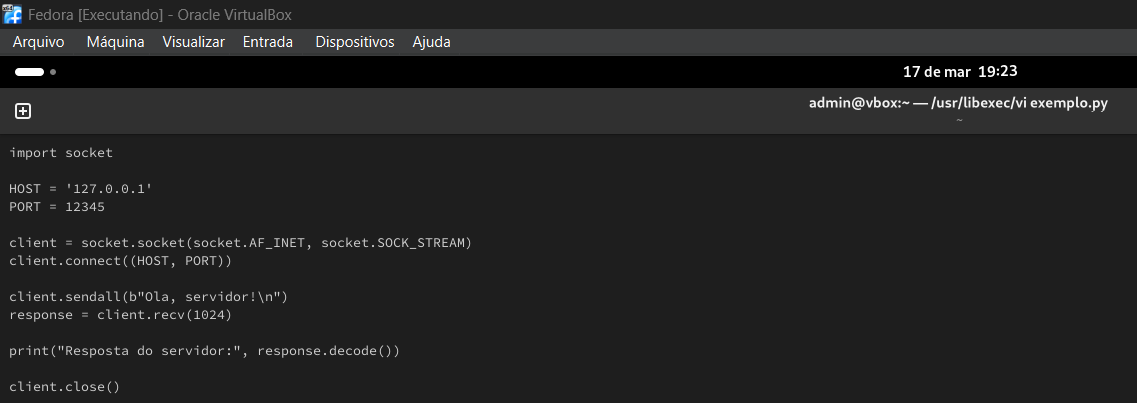 Fedora [Executando] - Oracle VirtualBox
Arquivo Máquina Visualizar Entrada Dispositivos Ajuda
17 de mar 19:23
admin@vbox:~ — /usr/libexec/vi exemplo.py
~
import socket
HOST = '127.0.0.1'
PORT = 12345
client = socket.socket(socket.AF_INET, socket.SOCK_STREAM)
client.connect((HOST, PORT))
client.sendall(b"Ola, servidor!\n")
response = client.recv(1024)
print("Resposta do servidor:", response.decode())
client.close()